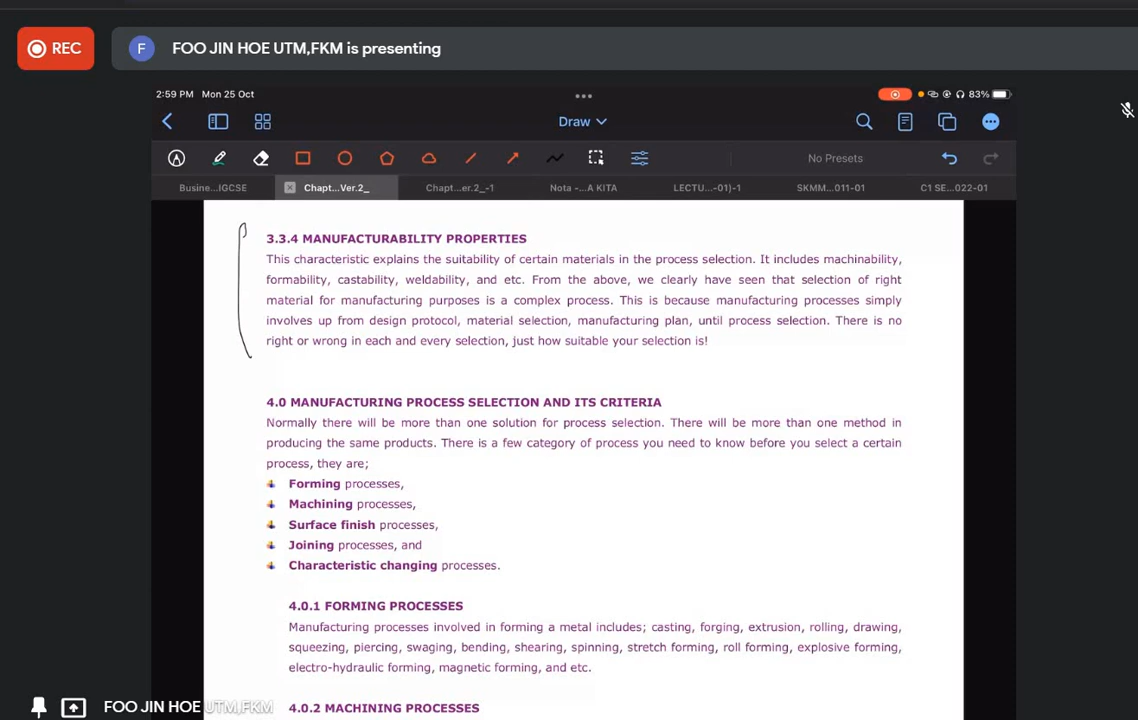 REC
F FOO JIN HOE UTM,FKM is presenting
2:59 PM Mon 25 Oct
83%
Draw
No Presets
Busine...IGCSE Chapt...Ver.2_ Chapt...er.2_-1 Nota -...A KITA LECTU...-01)-1 SKMM...011-01 C1 SE...022-01
3.3.4 MANUFACTURABILITY PROPERTIES
This characteristic explains the suitability of certain materials in the process selection. It includes machinability,
formability, castability, weldability, and etc. From the above, we clearly have seen that selection of right
material for manufacturing purposes is a complex process. This is because manufacturing processes simply
involves up from design protocol, material selection, manufacturing plan, until process selection. There is no
right or wrong in each and every selection, just how suitable your selection is!
4.0 MANUFACTURING PROCESS SELECTION AND ITS CRITERIA
Normally there will be more than one solution for process selection. There will be more than one method in
producing the same products. There is a few category of process you need to know before you select a certain
process, they are;
Forming processes,
Machining processes,
Surface finish processes,
Joining processes, and
Characteristic changing processes.
4.0.1 FORMING PROCESSES
Manufacturing processes involved in forming a metal includes; casting, forging, extrusion, rolling, drawing,
squeezing, piercing, swaging, bending, shearing, spinning, stretch forming, roll forming, explosive forming,
electro-hydraulic forming, magnetic forming, and etc.
4.0.2 MACHINING PROCESSES
FOO JIN HOE UTM,FKM